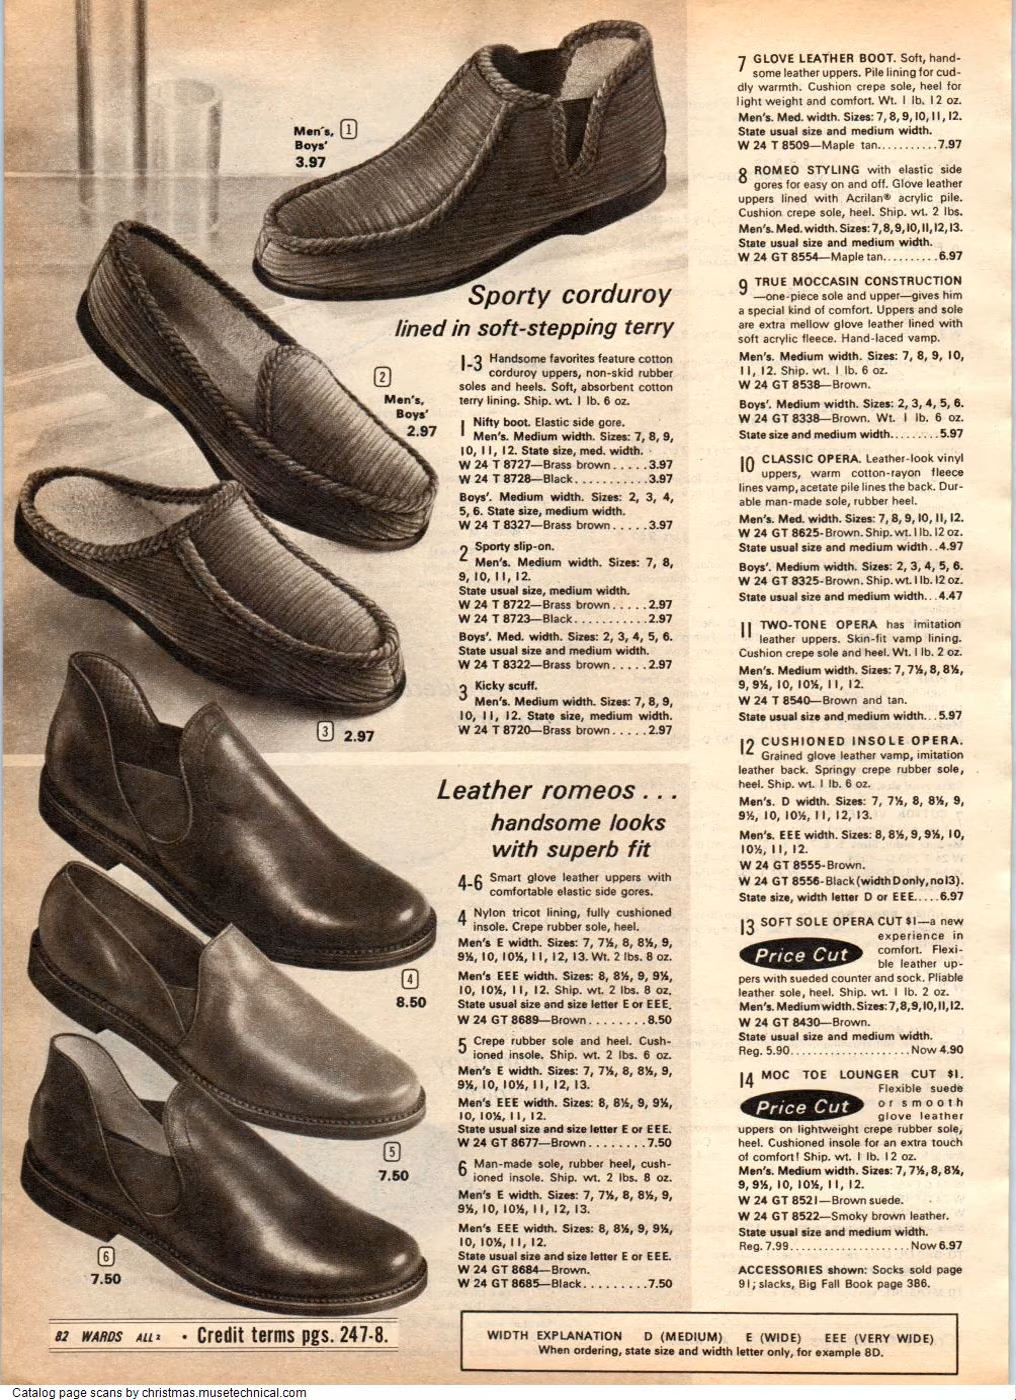 Men's, 1
Boys'
3.97
Sporty corduroy
lined in soft-stepping terry
2
Men's,
Boys'
2.97
3 2.97
1-3 Handsome favorites feature cotton
corduroy uppers, non-skid rubber
soles and heels. Soft, absorbent cotton
terry lining. Ship. wt. 1 lb. 6 oz.
1 Nifty boot. Elastic side gore.
Men's. Medium width. Sizes: 7, 8, 9,
10, 11, 12. State size, med. width.
W 24 T 8727—Brass brown.....3.97
W 24 T 8728—Black...........3.97
Boys'. Medium width. Sizes: 2, 3, 4,
5, 6. State size, medium width.
W 24 T 8327—Brass brown.....3.97
2 Sporty slip-on.
Men's. Medium width. Sizes: 7, 8,
9, 10, 11, 12.
State usual size, medium width.
W 24 T 8722—Brass brown.....2.97
W 24 T 8723—Black...........2.97
Boys'. Med. width. Sizes: 2, 3, 4, 5, 6.
State usual size and medium width.
W 24 T 8322—Brass brown.....2.97
3 Kicky scuff.
Men's. Medium width. Sizes: 7, 8, 9,
10, 11, 12. State size, medium width.
W 24 T 8720—Brass brown.....2.97
Leather romeos...
handsome looks
with superb fit
4
8.50
5
7.50
6
7.50
4-6 Smart glove leather uppers with
comfortable elastic side gores.
4 Nylon tricot lining, fully cushioned
insole. Crepe rubber sole, heel.
Men's E width. Sizes: 7, 7½, 8, 8½, 9,
9½, 10, 10½, 11, 12, 13. Wt. 2 lbs. 8 oz.
Men's EEE width. Sizes: 8, 8½, 9, 9½,
10, 10½, 11, 12. Ship. wt. 2 lbs. 8 oz.
State usual size and size letter E or EEE.
W 24 GT 8689—Brown........8.50
5 Crepe rubber sole and heel. Cush-
ioned insole. Ship. wt. 2 lbs. 6 oz.
Men's E width. Sizes: 7, 7½, 8, 8½, 9,
9½, 10, 10½, 11, 12, 13.
Men's EEE width. Sizes: 8, 8½, 9, 9½,
10, 10½, 11, 12.
State usual size and size letter E or EEE.
W 24 GT 8677—Brown........7.50
6 Man-made sole, rubber heel, cush-
ioned insole. Ship. wt. 2 lbs. 8 oz.
Men's E width. Sizes: 7, 7½, 8, 8½, 9,
9½, 10, 10½, 11, 12, 13.
Men's EEE width. Sizes: 8, 8½, 9, 9½,
10, 10½, 11, 12.
State usual size and size letter E or EEE.
W 24 GT 8684—Brown.
W 24 GT 8685—Black.........7.50
7 GLOVE LEATHER BOOT. Soft, hand-
some leather uppers. Pile lining for cud-
dly warmth. Cushion crepe sole, heel for
light weight and comfort. Wt. 1 lb. 12 oz.
Men's. Med. width. Sizes: 7, 8, 9, 10, 11, 12.
State usual size and medium width.
W 24 T 8509—Maple tan...........7.97
8 ROMEO STYLING with elastic side
gores for easy on and off. Glove leather
uppers lined with Acrilan® acrylic pile.
Cushion crepe sole, heel. Ship. wt. 2 lbs.
Men's. Med. width. Sizes: 7, 8, 9, 10, 11, 12, 13.
State usual size and medium width.
W 24 GT 8554—Maple tan..........6.97
9 TRUE MOCCASIN CONSTRUCTION
—one-piece sole and upper—gives him
a special kind of comfort. Uppers and sole
are extra mellow glove leather lined with
soft acrylic fleece. Hand-laced vamp.
Men's. Medium width. Sizes: 7, 8, 9, 10,
11, 12. Ship. wt. 1 lb. 6 oz.
W 24 GT 8538—Brown.
Boys'. Medium width. Sizes: 2, 3, 4, 5, 6.
W 24 GT 8338—Brown. Wt. 1 lb. 6 oz.
State size and medium width.........5.97
10 CLASSIC OPERA. Leather-look vinyl
uppers, warm cotton-rayon fleece
lines vamp, acetate pile lines the back. Dur-
able man-made sole, rubber heel.
Men's. Med. width. Sizes: 7, 8, 9, 10, 11, 12.
W 24 GT 8625-Brown. Ship. wt. 1 lb. 12 oz.
State usual size and medium width..4.97
Boys'. Medium width. Sizes: 2, 3, 4, 5, 6.
W 24 GT 8325-Brown. Ship. wt. 1 lb. 12 oz.
State usual size and medium width...4.47
11 TWO-TONE OPERA has imitation
leather uppers. Skin-fit vamp lining.
Cushion crepe sole and heel. Wt. 1 lb. 2 oz.
Men's. Medium width. Sizes: 7, 7½, 8, 8½,
9, 9½, 10, 10½, 11, 12.
W 24 T 8540—Brown and tan.
State usual size and medium width...5.97
12 CUSHIONED INSOLE OPERA.
Grained glove leather vamp, imitation
leather back. Springy crepe rubber sole,
heel. Ship. wt. 1 lb. 6 oz.
Men's. D width. Sizes: 7, 7½, 8, 8½, 9,
9½, 10, 10½, 11, 12, 13.
Men's. EEE width. Sizes: 8, 8½, 9, 9½, 10,
10½, 11, 12.
W 24 GT 8555-Brown.
W 24 GT 8556-Black (width D only, no 13).
State size, width letter D or EEE.....6.97
13 SOFT SOLE OPERA CUT $1—a new
experience in
Price Cut comfort. Flexi-
ble leather up-
pers with sueded counter and sock. Pliable
leather sole, heel. Ship. wt. 1 lb. 2 oz.
Men's. Medium width. Sizes: 7, 8, 9, 10, 11, 12.
W 24 GT 8430—Brown.
State usual size and medium width.
Reg. 5.90......................Now 4.90
14 MOC TOE LOUNGER CUT $1.
Flexible suede
Price Cut or smooth
glove leather
uppers on lightweight crepe rubber sole,
heel. Cushioned insole for an extra touch
of comfort! Ship. wt. 1 lb. 12 oz.
Men's. Medium width. Sizes: 7, 7½, 8, 8½,
9, 9½, 10, 10½, 11, 12.
W 24 GT 8521—Brown suede.
W 24 GT 8522—Smoky brown leather.
State usual size and medium width.
Reg. 7.99......................Now 6.97
ACCESSORIES shown: Socks sold page
91; slacks, Big Fall Book page 386.
82 WARDS ALL 2 • Credit terms pgs. 247-8.
WIDTH EXPLANATION D (MEDIUM) E (WIDE) EEE (VERY WIDE)
When ordering, state size and width letter only, for example 8D.
Catalog page scans by christmas.musetechnical.com